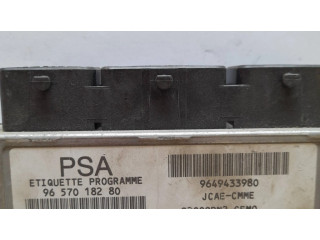 PSA
ETIQUETTE PROGRAMME
96 570 182 80
9649433980
JCAE-CMME